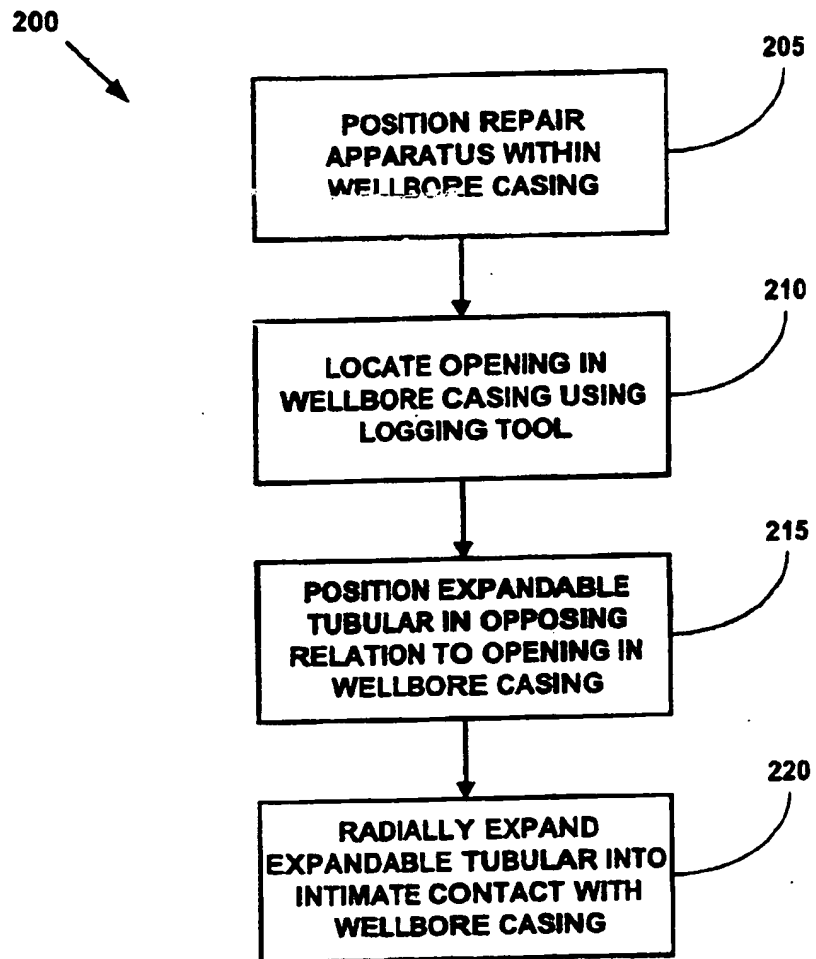 200
205
POSITION REPAIR
APPARATUS WITHIN
WELLBORE CASING
210
LOCATE OPENING IN
WELLBORE CASING USING
LOGGING TOOL
215
POSITION EXPANDABLE
TUBULAR IN OPPOSING
RELATION TO OPENING IN
WELLBORE CASING
220
RADIALLY EXPAND
EXPANDABLE TUBULAR INTO
INTIMATE CONTACT WITH
WELLBORE CASING